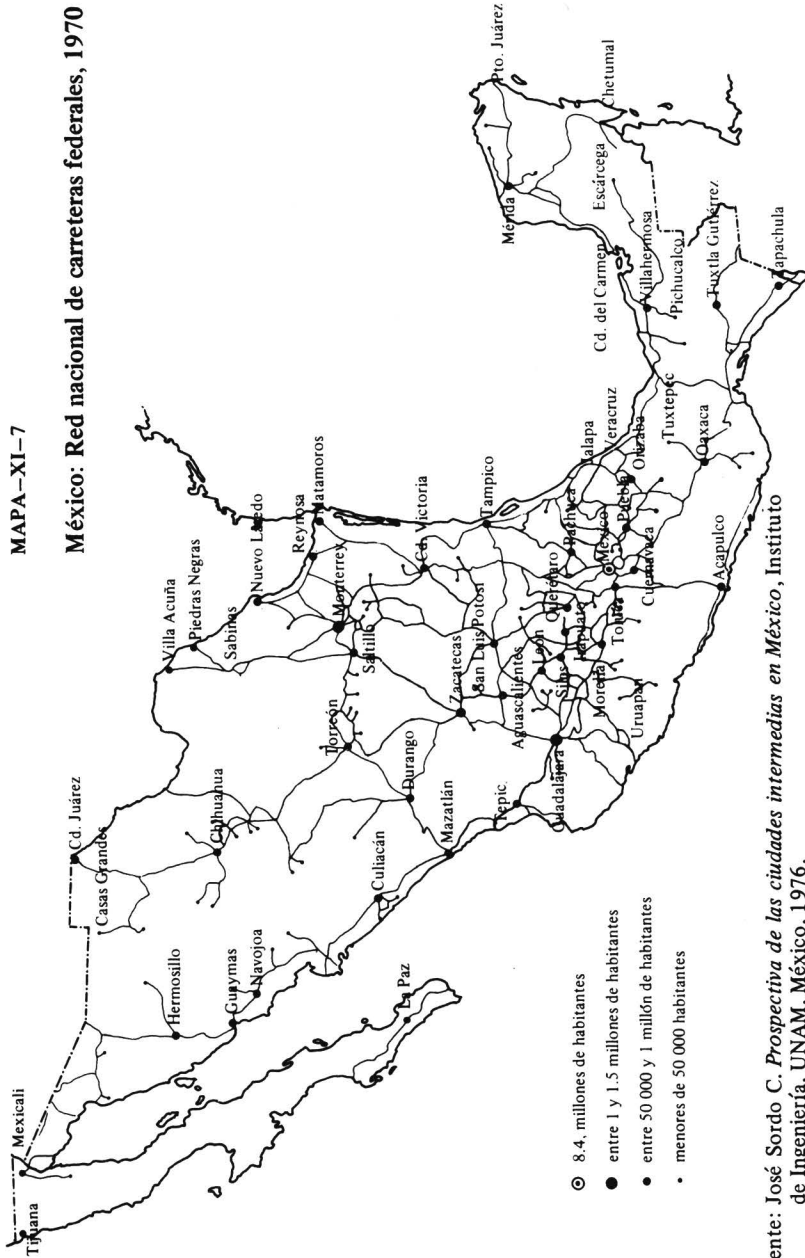 MAPA–XI–7
México: Red nacional de carreteras federales, 1970
Tijuana
Mexicali
Cd. Juárez
Casas Grandes
Hermosillo
Chihuahua
Guaymas
Navojoa
La Paz
Culiacán
Villa Acuña
Piedras Negras
Sabinas
Nuevo Laredo
Reynosa
Matamoros
Monterrey
Saltillo
Torreón
Durango
Mazatlán
Zacatecas
Cd. Victoria
San Luis Potosí
Tampico
Aguascalientes
Tepic
León
Guadalajara
Silos
Irapuato
Querétaro
Pachuca
México
Morelia
Toluca
Uruapan
Cuernavaca
Puebla
Jalapa
Veracruz
Orizaba
Tuxtepec
Oaxaca
Acapulco
Mérida
Pto. Juárez
Chetumal
Escárcega
Cd. del Carmen
Villahermosa
Pichucalco
Tuxtla Gutiérrez
Tapachula
8.4, millones de habitantes
entre 1 y 1.5 millones de habitantes
entre 50 000 y 1 millón de habitantes
menores de 50 000 habitantes
ente: José Sordo C. Prospectiva de las ciudades intermedias en México, Instituto
de Ingeniería, UNAM, México, 1976.